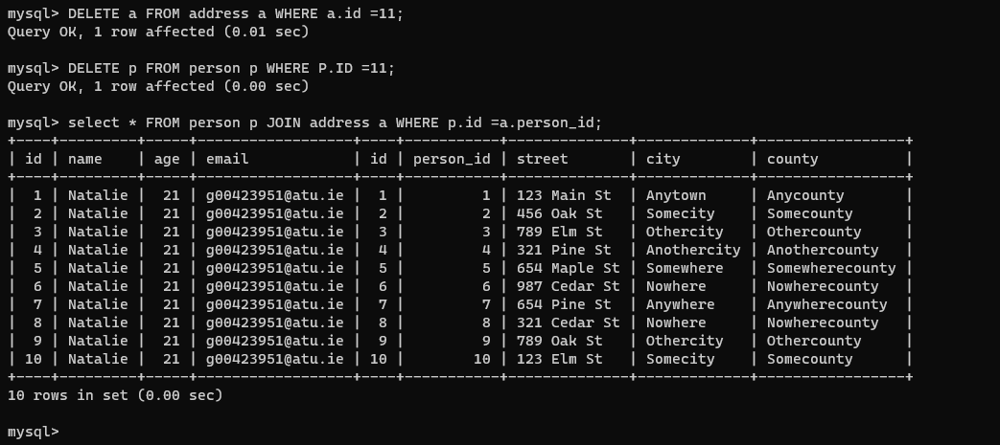 mysql> DELETE a FROM address a WHERE a.id =11;
Query OK, 1 row affected (0.01 sec)
mysql> DELETE p FROM person p WHERE P.ID =11;
Query OK, 1 row affected (0.00 sec)
mysql> select * FROM person p JOIN address a WHERE p.id =a.person_id;
+----+---------+-----+------------------+----+-----------+--------------+-------------+-----------------+
| id | name    | age | email            | id | person_id | street       | city        | county          |
+----+---------+-----+------------------+----+-----------+--------------+-------------+-----------------+
|  1 | Natalie |  21 | g00423951@atu.ie |  1 |         1 | 123 Main St  | Anytown     | Anycounty       |
|  2 | Natalie |  21 | g00423951@atu.ie |  2 |         2 | 456 Oak St   | Somecity    | Somecounty      |
|  3 | Natalie |  21 | g00423951@atu.ie |  3 |         3 | 789 Elm St   | Othercity   | Othercounty     |
|  4 | Natalie |  21 | g00423951@atu.ie |  4 |         4 | 321 Pine St  | Anothercity | Anothercounty   |
|  5 | Natalie |  21 | g00423951@atu.ie |  5 |         5 | 654 Maple St | Somewhere   | Somewherecounty |
|  6 | Natalie |  21 | g00423951@atu.ie |  6 |         6 | 987 Cedar St | Nowhere     | Nowherecounty   |
|  7 | Natalie |  21 | g00423951@atu.ie |  7 |         7 | 654 Pine St  | Anywhere    | Anywherecounty  |
|  8 | Natalie |  21 | g00423951@atu.ie |  8 |         8 | 321 Cedar St | Nowhere     | Nowherecounty   |
|  9 | Natalie |  21 | g00423951@atu.ie |  9 |         9 | 789 Oak St   | Othercity   | Othercounty     |
| 10 | Natalie |  21 | g00423951@atu.ie | 10 |        10 | 123 Elm St   | Somecity    | Somecounty      |
+----+---------+-----+------------------+----+-----------+--------------+-------------+-----------------+
10 rows in set (0.00 sec)
mysql>